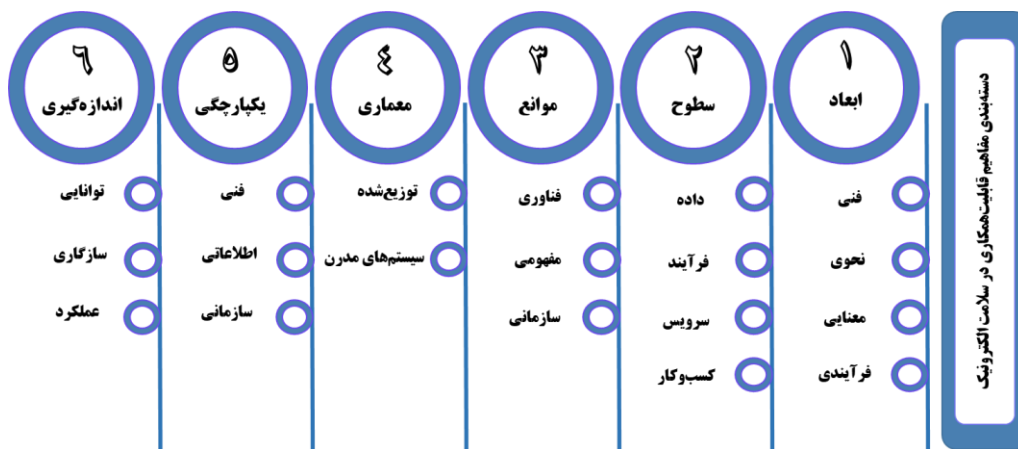 دسته‌بندی مفاهیم قابلیت‌همکاری در سلامت الکترونیک
۱
ابعاد
فنی
نحوی
معنایی
فرآیندی
۲
سطوح
داده
فرآیند
سرویس
کسب‌وکار
۳
موانع
فناوری
مفهومی
سازمانی
٤
معماری
توزیع‌شده
سیستم‌های مدرن
۵
یکپارچگی
فنی
اطلاعاتی
سازمانی
٦
اندازه‌گیری
توانایی
سازگاری
عملکرد